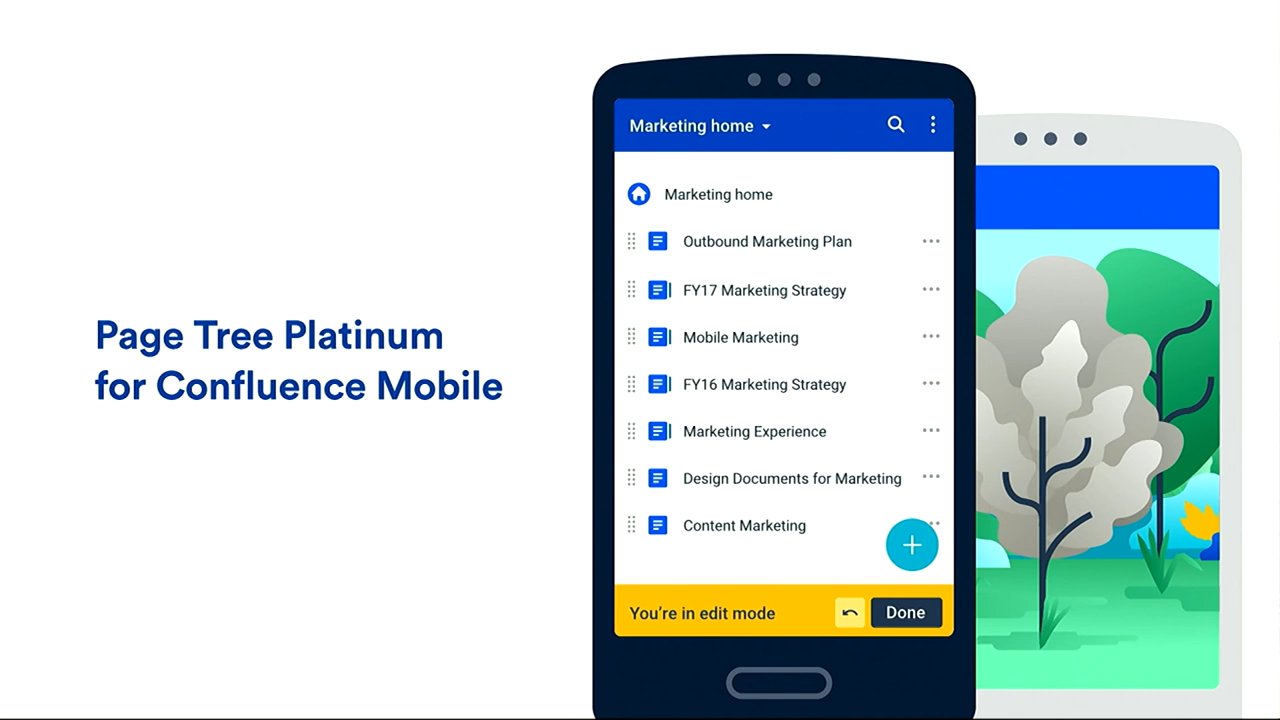 Page Tree Platinum
for Confluence Mobile
Marketing home
Marketing home
Outbound Marketing Plan
FY17 Marketing Strategy
Mobile Marketing
FY16 Marketing Strategy
Marketing Experience
Design Documents for Marketing
Content Marketing
You’re in edit mode
Done